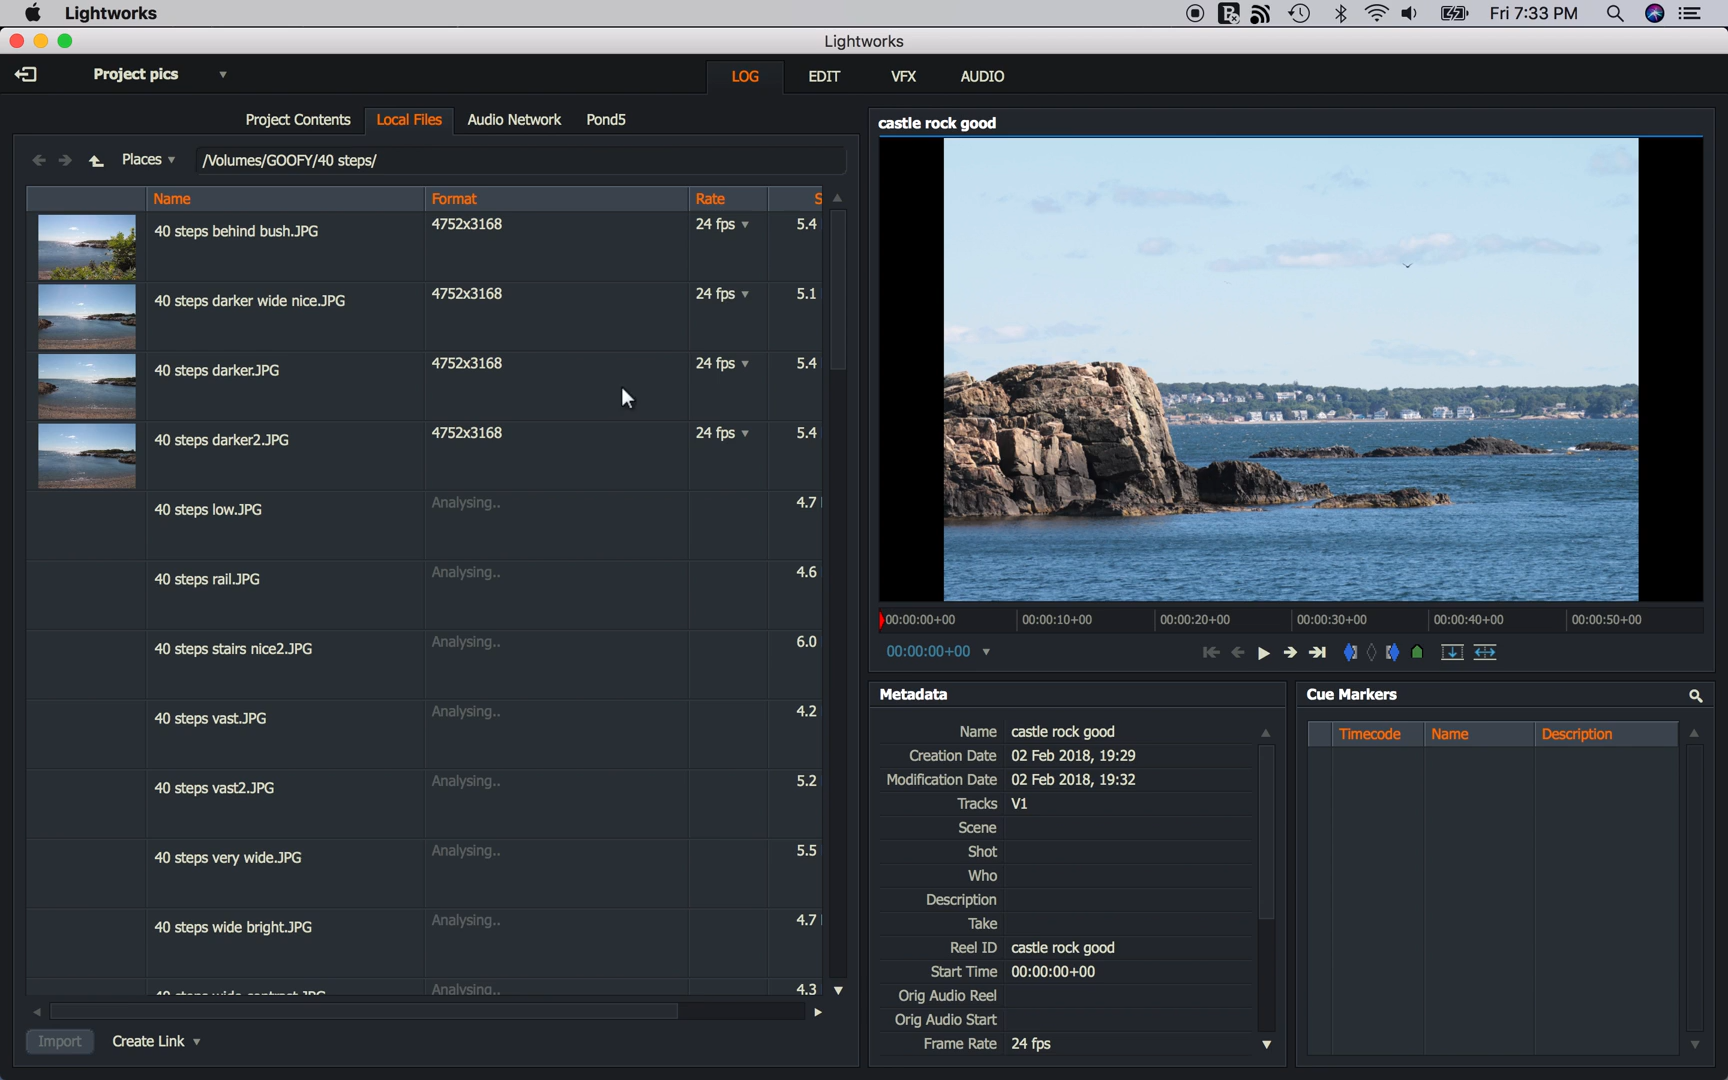 Lightworks
Fri 7:33 PM
Lightworks
Project pics
LOG EDIT VFX AUDIO
Project Contents Local Files Audio Network Pond5
Places /Volumes/GOOFY/40 steps/
Name Format Rate S
40 steps behind bush.JPG 4752x3168 24 fps 5.4
40 steps darker wide nice.JPG 4752x3168 24 fps 5.1
40 steps darker.JPG 4752x3168 24 fps 5.4
40 steps darker2.JPG 4752x3168 24 fps 5.4
40 steps low.JPG Analysing.. 4.7
40 steps rail.JPG Analysing.. 4.6
40 steps stairs nice2.JPG Analysing.. 6.0
40 steps vast.JPG Analysing.. 4.2
40 steps vast2.JPG Analysing.. 5.2
40 steps very wide.JPG Analysing.. 5.5
40 steps wide bright.JPG Analysing.. 4.7
40 steps wide contrast.JPG Analysing.. 4.3
Import Create Link
castle rock good
00:00:00+00 00:00:10+00 00:00:20+00 00:00:30+00 00:00:40+00 00:00:50+00
00:00:00+00
Metadata
Name castle rock good
Creation Date 02 Feb 2018, 19:29
Modification Date 02 Feb 2018, 19:32
Tracks V1
Scene
Shot
Who
Description
Take
Reel ID castle rock good
Start Time 00:00:00+00
Orig Audio Reel
Orig Audio Start
Frame Rate 24 fps
Cue Markers
Timecode Name Description